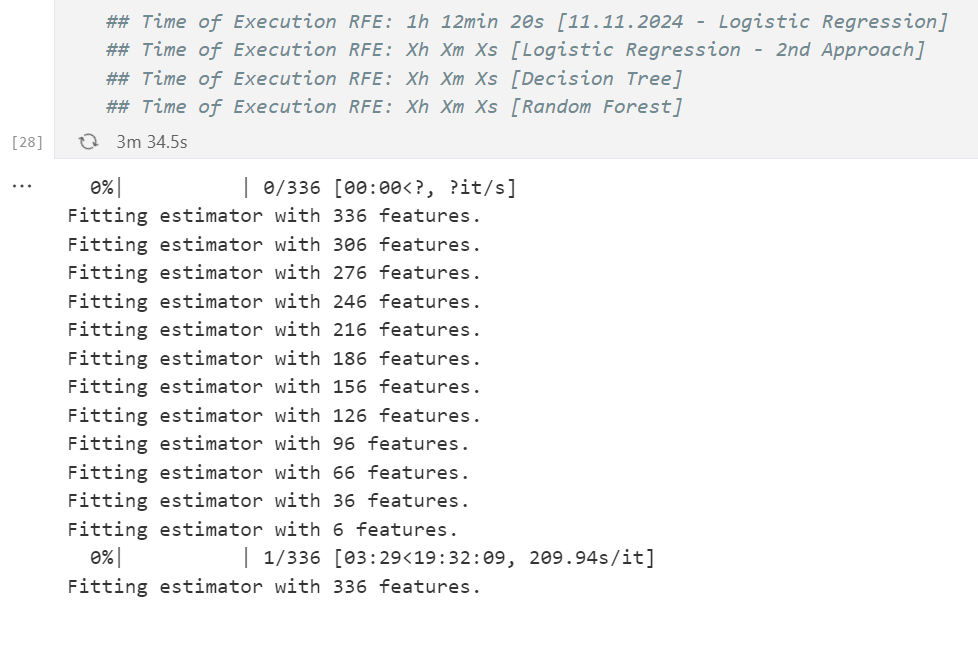 ## Time of Execution RFE: 1h 12min 20s [11.11.2024 - Logistic Regression]
## Time of Execution RFE: Xh Xm Xs [Logistic Regression - 2nd Approach]
## Time of Execution RFE: Xh Xm Xs [Decision Tree]
## Time of Execution RFE: Xh Xm Xs [Random Forest]
[28] 3m 34.5s
... 0%| | 0/336 [00:00<?, ?it/s]
Fitting estimator with 336 features.
Fitting estimator with 306 features.
Fitting estimator with 276 features.
Fitting estimator with 246 features.
Fitting estimator with 216 features.
Fitting estimator with 186 features.
Fitting estimator with 156 features.
Fitting estimator with 126 features.
Fitting estimator with 96 features.
Fitting estimator with 66 features.
Fitting estimator with 36 features.
Fitting estimator with 6 features.
0%| | 1/336 [03:29<19:32:09, 209.94s/it]
Fitting estimator with 336 features.